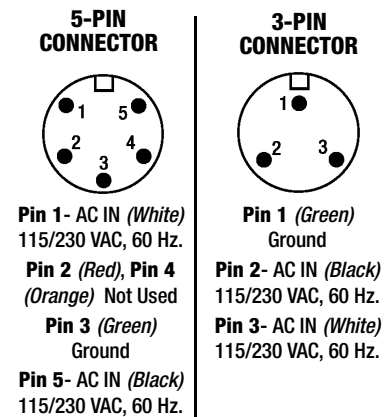 5-PIN
CONNECTOR
1
5
2
4
3
Pin 1- AC IN (White)
115/230 VAC, 60 Hz.
Pin 2 (Red), Pin 4
(Orange) Not Used
Pin 3 (Green)
Ground
Pin 5- AC IN (Black)
115/230 VAC, 60 Hz.
3-PIN
CONNECTOR
1
2
3
Pin 1 (Green)
Ground
Pin 2- AC IN (Black)
115/230 VAC, 60 Hz.
Pin 3- AC IN (White)
115/230 VAC, 60 Hz.